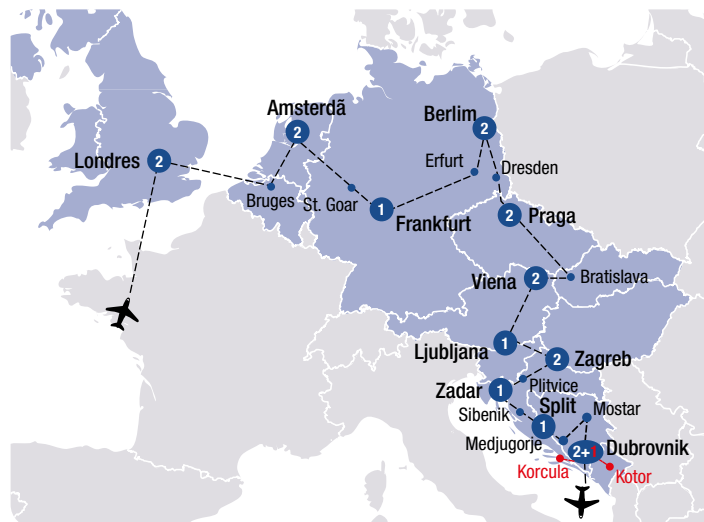 Amsterdã
2
Berlim
2
Londres
2
Erfurt
Dresden
Bruges
St. Goar
1
Frankfurt
2
Praga
Viena
2
Bratislava
Ljubljana
1
2
Zagreb
Zadar
1
Plitvice
Sibenik
Split
1
Mostar
Medjugorje
2+1
Dubrovnik
Korcula
Kotor